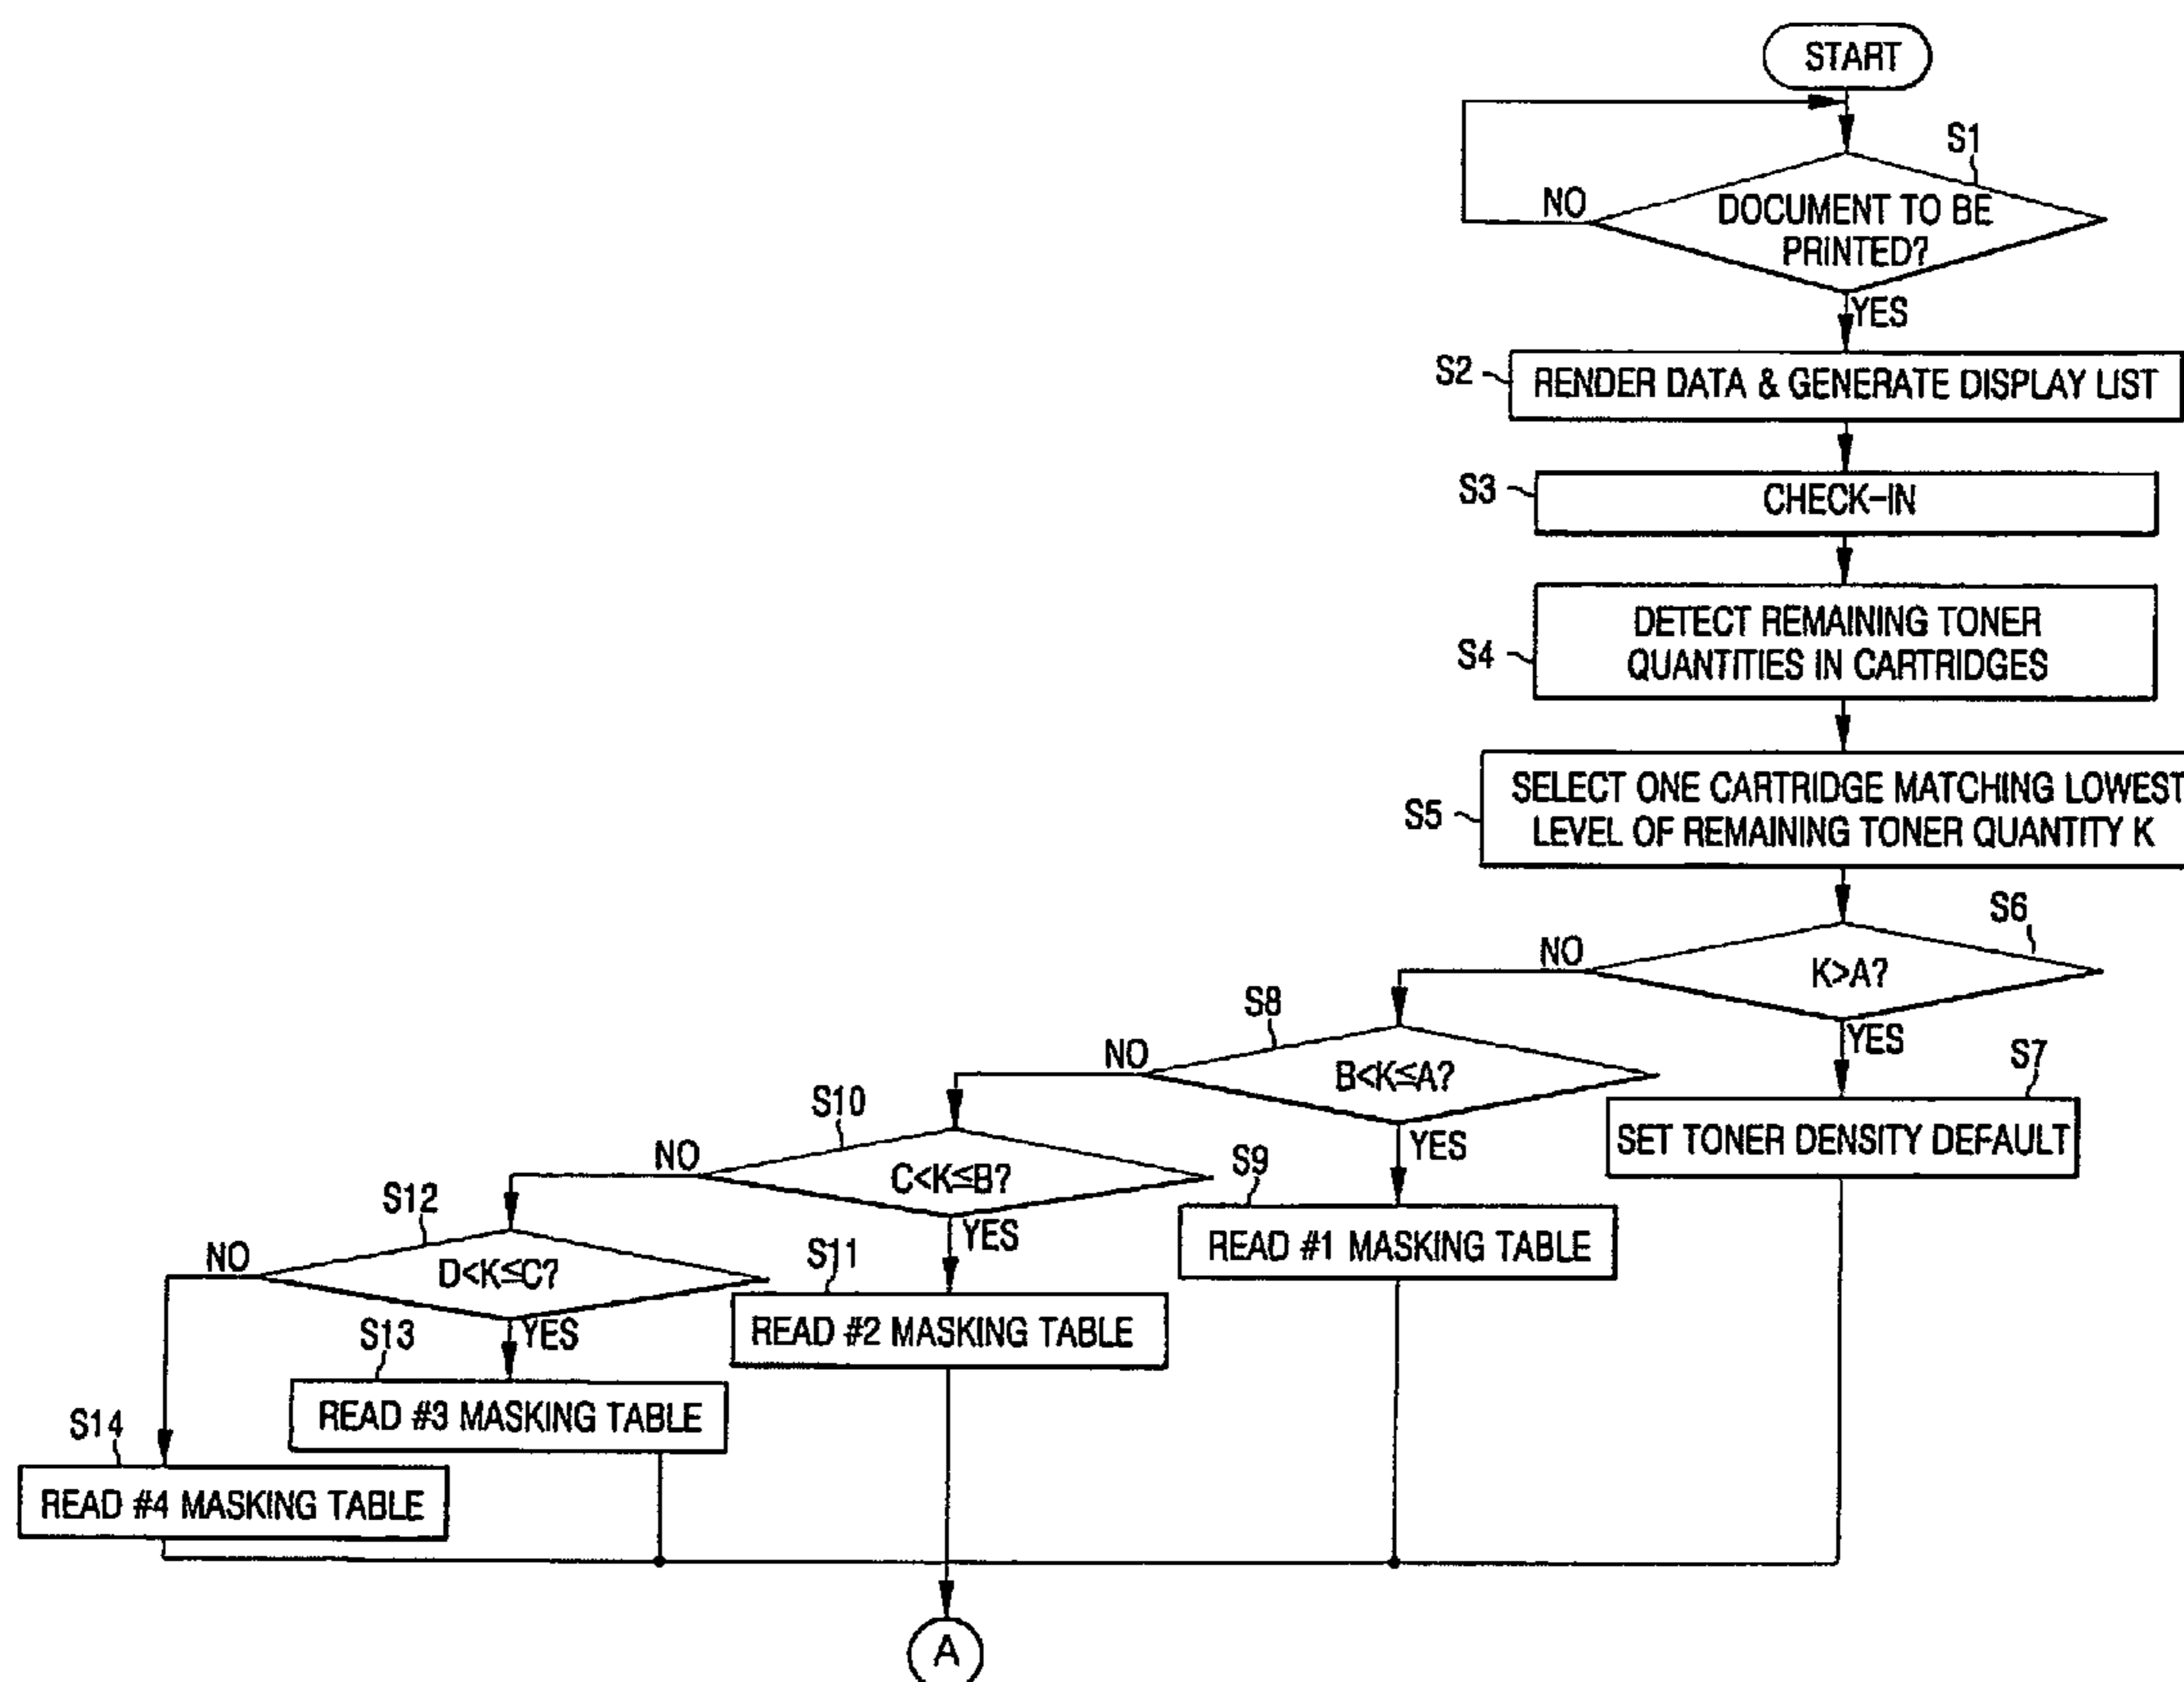 START
S1
NO
DOCUMENT TO BE
PRINTED?
YES
S2
RENDER DATA & GENERATE DISPLAY LIST
S3
CHECK-IN
S4
DETECT REMAINING TONER
QUANTITIES IN CARTRIDGES
S5
SELECT ONE CARTRIDGE MATCHING LOWEST
LEVEL OF REMAINING TONER QUANTITY K
S6
NO
K>A?
YES
S7
SET TONER DENSITY DEFAULT
S8
NO
B<K≤A?
YES
S9
READ #1 MASKING TABLE
S10
NO
C<K≤B?
YES
S11
READ #2 MASKING TABLE
S12
NO
D<K≤C?
YES
S13
READ #3 MASKING TABLE
S14
READ #4 MASKING TABLE
A